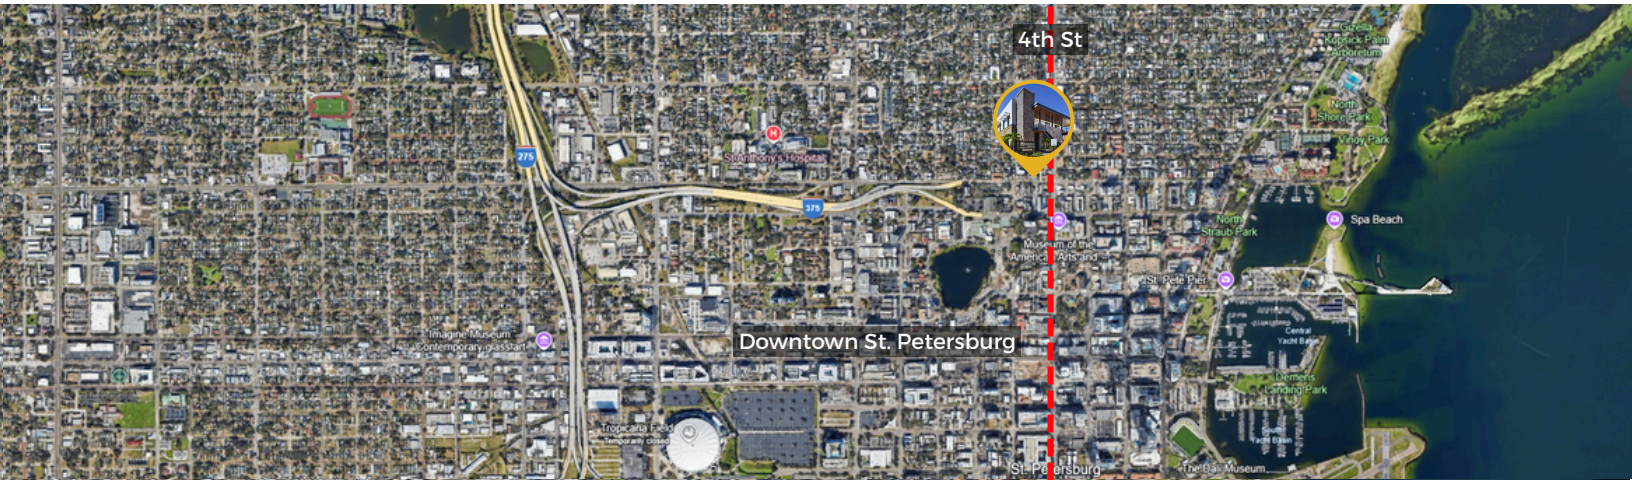 4th St
Gizella
Kopsick Palm
Arboretum
North
Shore Park
Vinoy Park
H
St Anthony's Hospital
275
375
North
Straub Park
Spa Beach
Museum of the
American Arts and
St. Pete Pier
Imagine Museum
Contemporary glass art
Downtown St. Petersburg
Central
Yacht Basin
Demens
Landing Park
Tropicana Field
Temporarily closed
South
Yacht Basin
St. Petersburg
The Dali Museum